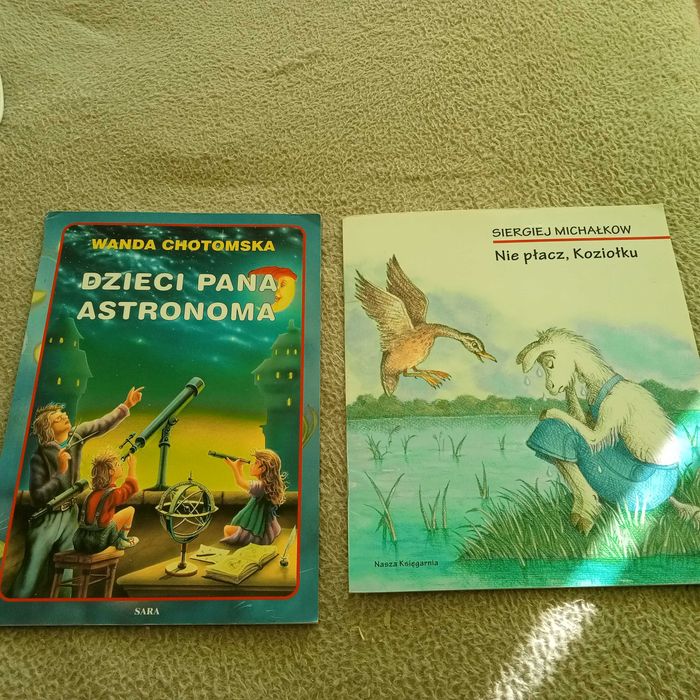 WANDA CHOTOMSKA
DZIECI PANA
ASTRONOMA
SARA
SIERGIEJ MICHAŁKOW
Nie płacz, Koziołku
Nasza Księgarnia